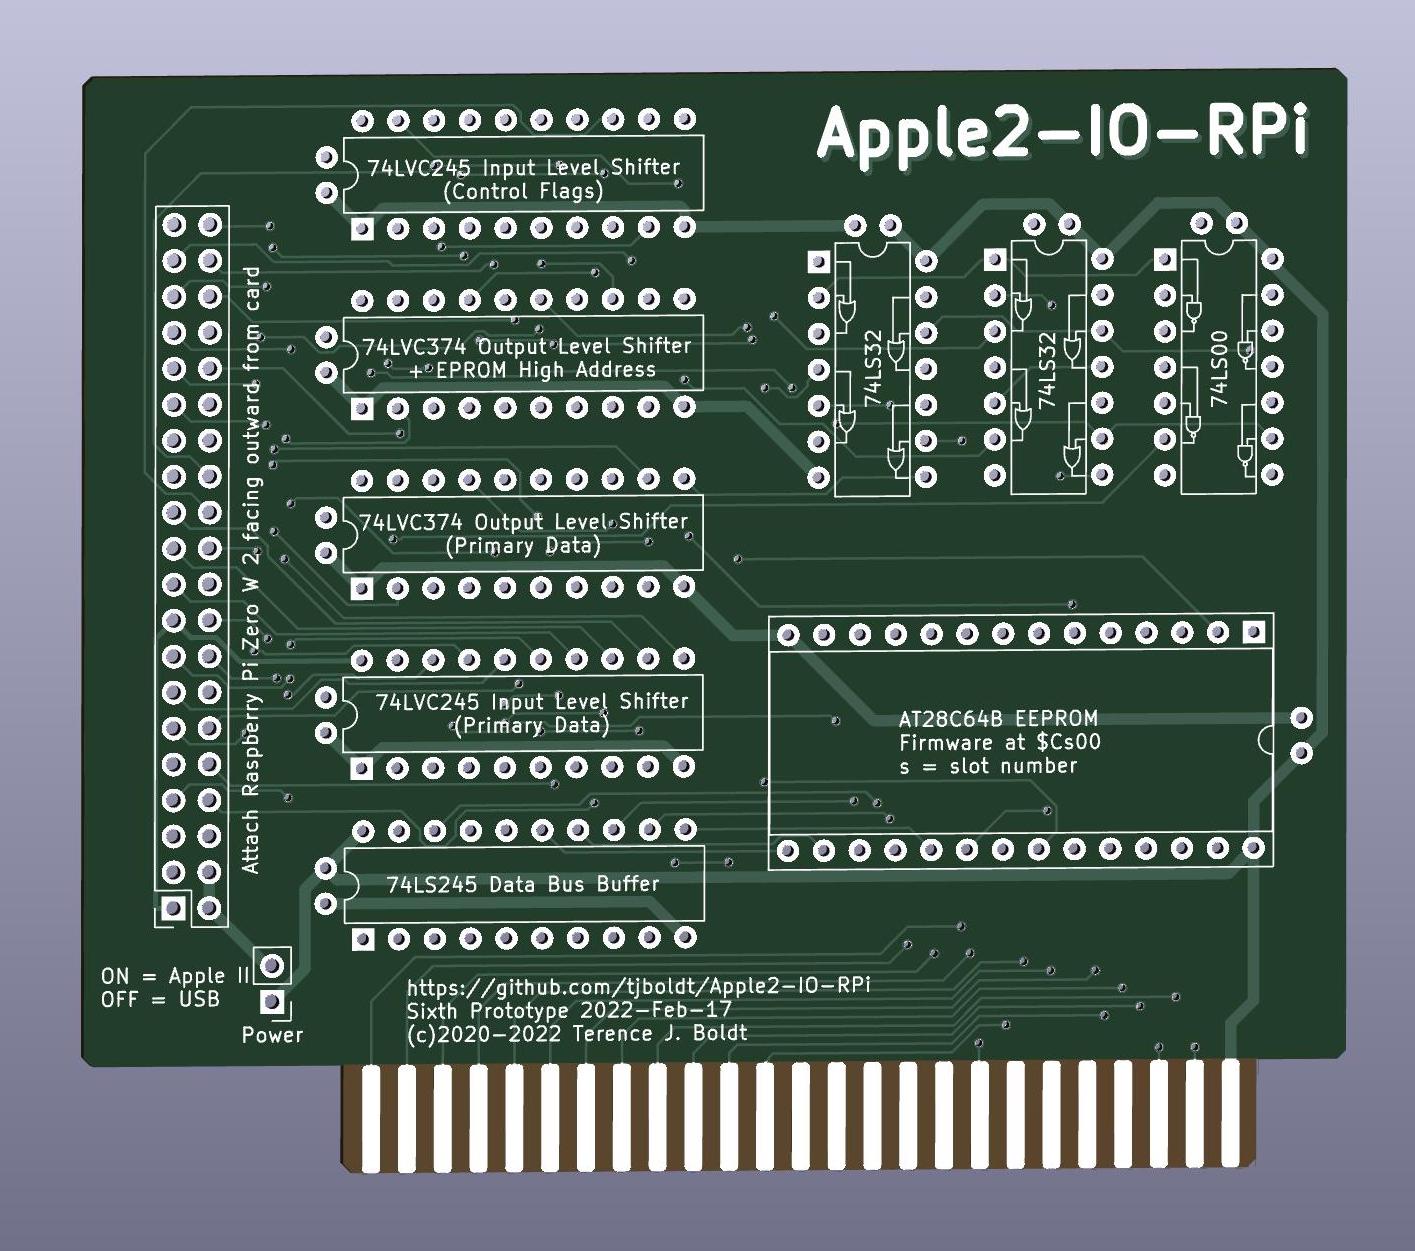 Apple2-IO-RPi
74LVC245 Input Level Shifter
(Control Flags)
74LVC374 Output Level Shifter
+ EPROM High Address
74LS32
74LS32
74LS00
Attach Raspberry Pi Zero W 2 facing outward from card
74LVC374 Output Level Shifter
(Primary Data)
74LVC245 Input Level Shifter
(Primary Data)
AT28C64B EEPROM
Firmware at $Cs00
s = slot number
74LS245 Data Bus Buffer
ON = Apple II
OFF = USB
Power
https://github.com/tjboldt/Apple2-IO-RPi
Sixth Prototype 2022-Feb-17
(c)2020-2022 Terence J. Boldt